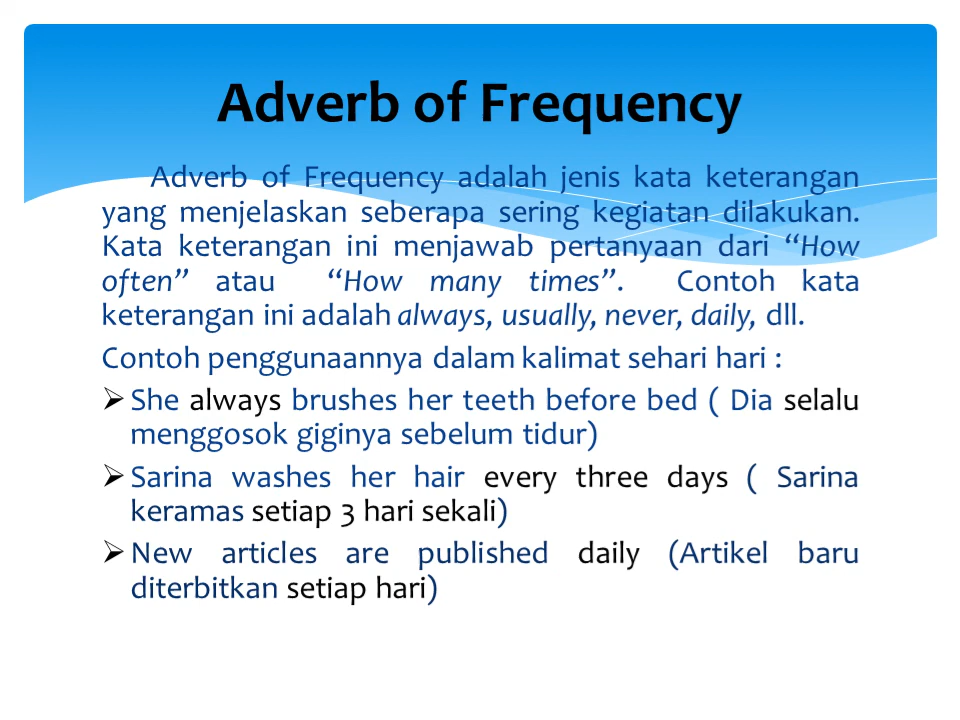 Adverb of Frequency
Adverb of Frequency adalah jenis kata keterangan
yang menjelaskan seberapa sering kegiatan dilakukan.
Kata keterangan ini menjawab pertanyaan dari “How
often” atau “How many times”. Contoh kata
keterangan ini adalah always, usually, never, daily, dll.
Contoh penggunaannya dalam kalimat sehari hari :
➢ She always brushes her teeth before bed ( Dia selalu
menggosok giginya sebelum tidur)
➢ Sarina washes her hair every three days ( Sarina
keramas setiap 3 hari sekali)
➢ New articles are published daily (Artikel baru
diterbitkan setiap hari)